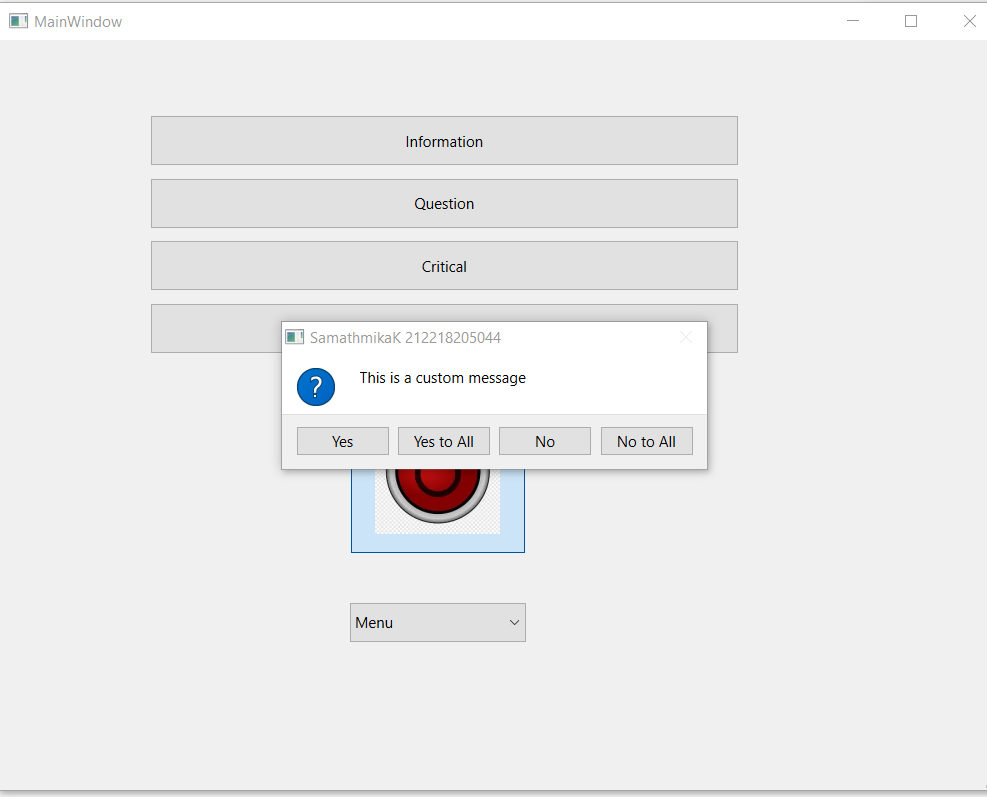 MainWindow
Information
Question
Critical
SamathmikaK 212218205044
?
This is a custom message
Yes
Yes to All
No
No to All
Menu